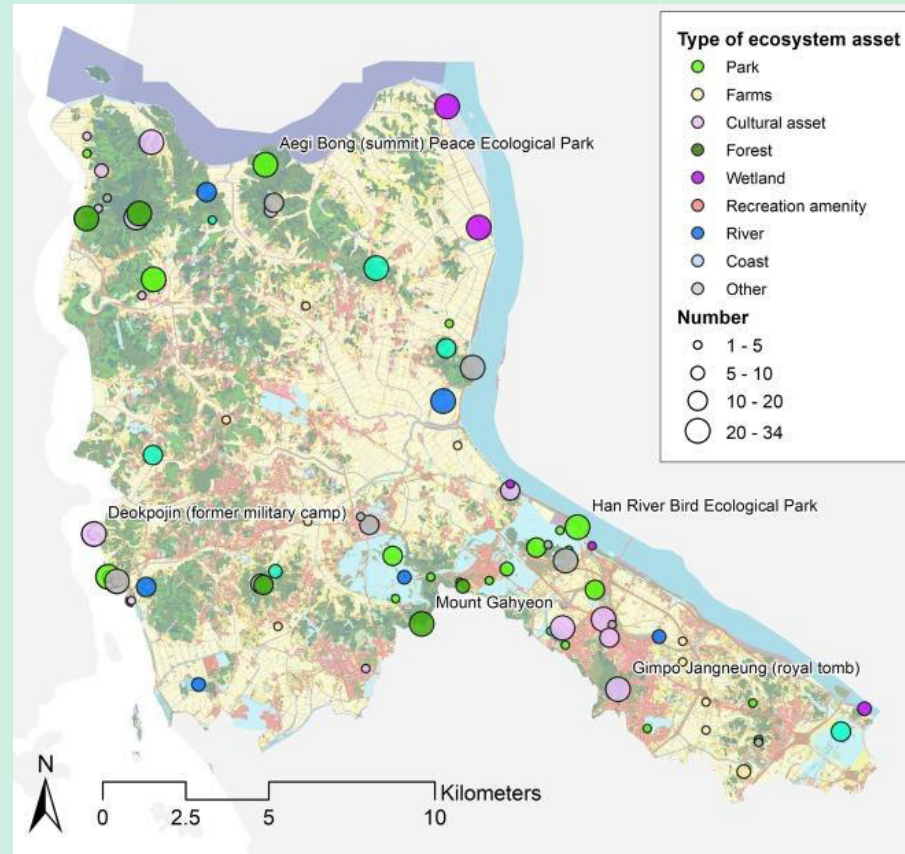 Type of ecosystem asset
Park
Farms
Cultural asset
Forest
Wetland
Recreation amenity
River
Coast
Other
Number
1 - 5
5 - 10
10 - 20
20 - 34
Aegi Bong (summit) Peace Ecological Park
Han River Bird Ecological Park
Deokpojin (former military camp)
Mount Gahyeon
Gimpo Jangneung (royal tomb)
N
Kilometers
0 2.5 5 10